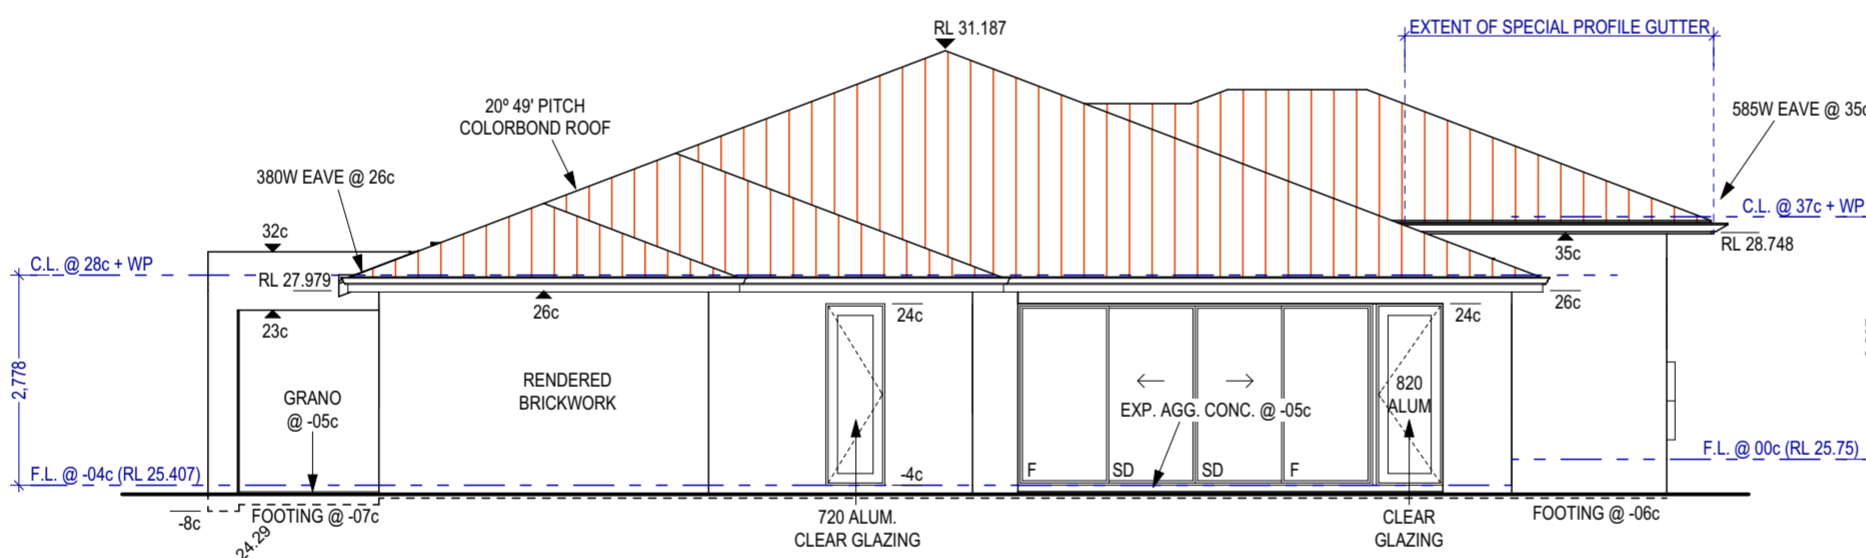 RL 31.187
EXTENT OF SPECIAL PROFILE GUTTER
20º 49' PITCH
COLORBOND ROOF
585W EAVE @ 35c
380W EAVE @ 26c
C.L. @ 37c + WP
32c
RL 28.748
35c
C.L. @ 28c + WP
RL 27.979
26c
26c
23c
24c
24c
2,778
RENDERED
BRICKWORK
GRANO
@ -05c
820
ALUM
EXP. AGG. CONC. @ -05c
F.L. @ 00c (RL 25.75)
F.L. @ -04c (RL 25.407)
-4c
F
SD
SD
F
-8c
FOOTING @ -07c
24.29
720 ALUM.
CLEAR GLAZING
CLEAR
GLAZING
FOOTING @ -06c